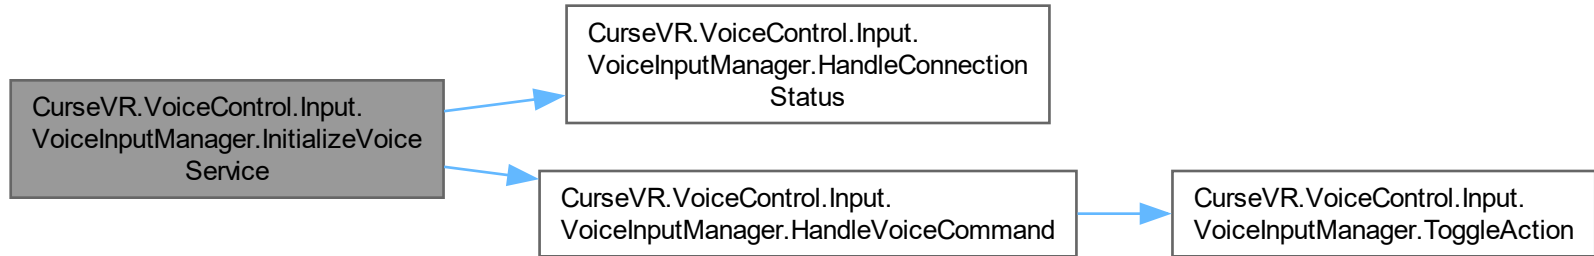 CurseVR.VoiceControl.Input.
VoiceInputManager.InitializeVoice
Service
CurseVR.VoiceControl.Input.
VoiceInputManager.HandleConnection
Status
CurseVR.VoiceControl.Input.
VoiceInputManager.HandleVoiceCommand
CurseVR.VoiceControl.Input.
VoiceInputManager.ToggleAction